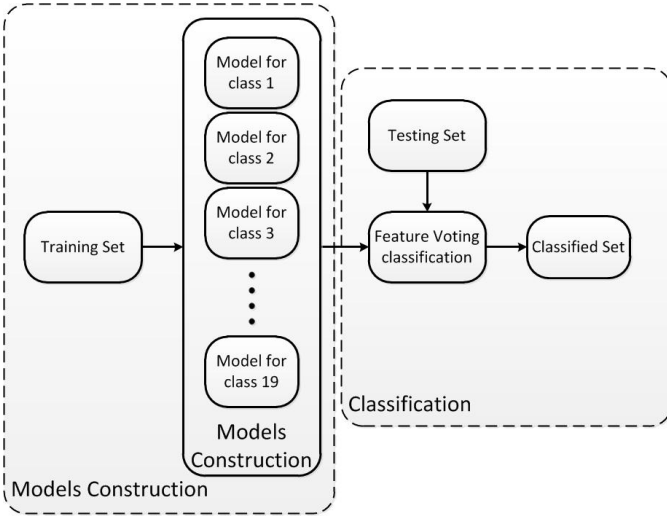 Model for
class 1
Model for
class 2
Model for
class 3
Model for
class 19
Models
Construction
Training Set
Models Construction
Testing Set
Feature Voting
classification
Classified Set
Classification